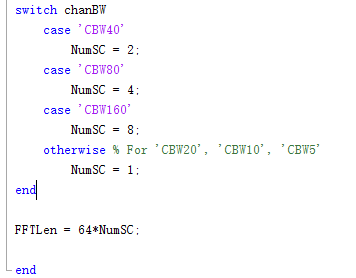 switch chanBW
case 'CBW40'
NumSC = 2;
case 'CBW80'
NumSC = 4;
case 'CBW160'
NumSC = 8;
otherwise % For 'CBW20', 'CBW10', 'CBW5'
NumSC = 1;
end
FFTLen = 64*NumSC;
end